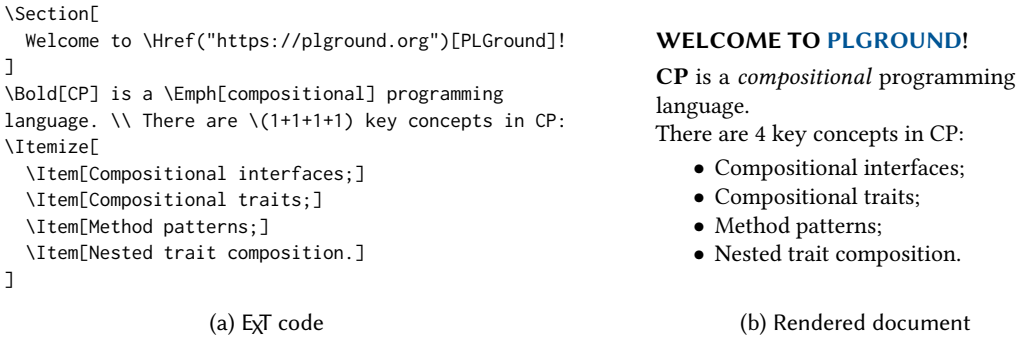 \Section[
  Welcome to \Href("https://plground.org")[PLGround]!
]
\Bold[CP] is a \Emph[compositional] programming
language. \\ There are \(1+1+1+1) key concepts in CP:
\Itemize[
  \Item[Compositional interfaces;]
  \Item[Compositional traits;]
  \Item[Method patterns;]
  \Item[Nested trait composition.]
]
(a) EXT code
WELCOME TO PLGROUND!
CP is a compositional programming
language.
There are 4 key concepts in CP:
• Compositional interfaces;
• Compositional traits;
• Method patterns;
• Nested trait composition.
(b) Rendered document